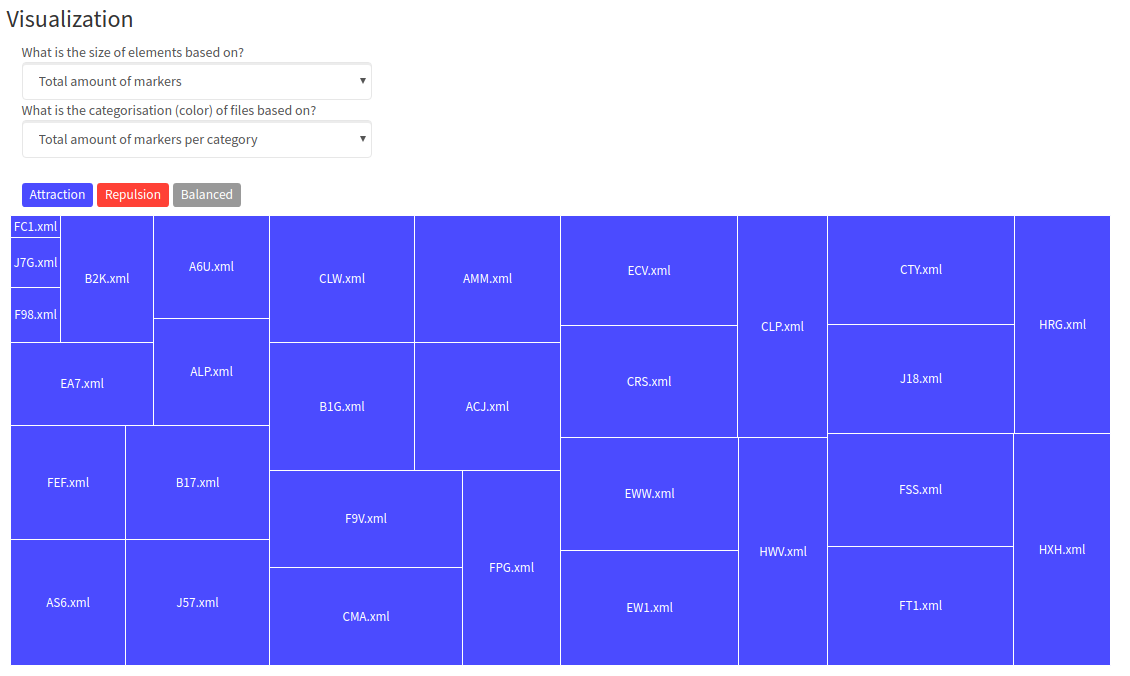 Visualization
What is the size of elements based on?
Total amount of markers
What is the categorisation (color) of files based on?
Total amount of markers per category
Attraction Repulsion Balanced
FC1.xml
J7G.xml
F98.xml
B2K.xml
A6U.xml
ALP.xml
EA7.xml
FEF.xml
B17.xml
AS6.xml
J57.xml
CLW.xml
AMM.xml
B1G.xml
ACJ.xml
F9V.xml
CMA.xml
FPG.xml
ECV.xml
CRS.xml
CLP.xml
EWW.xml
EW1.xml
HWV.xml
CTY.xml
J18.xml
HRG.xml
FSS.xml
FT1.xml
HXH.xml